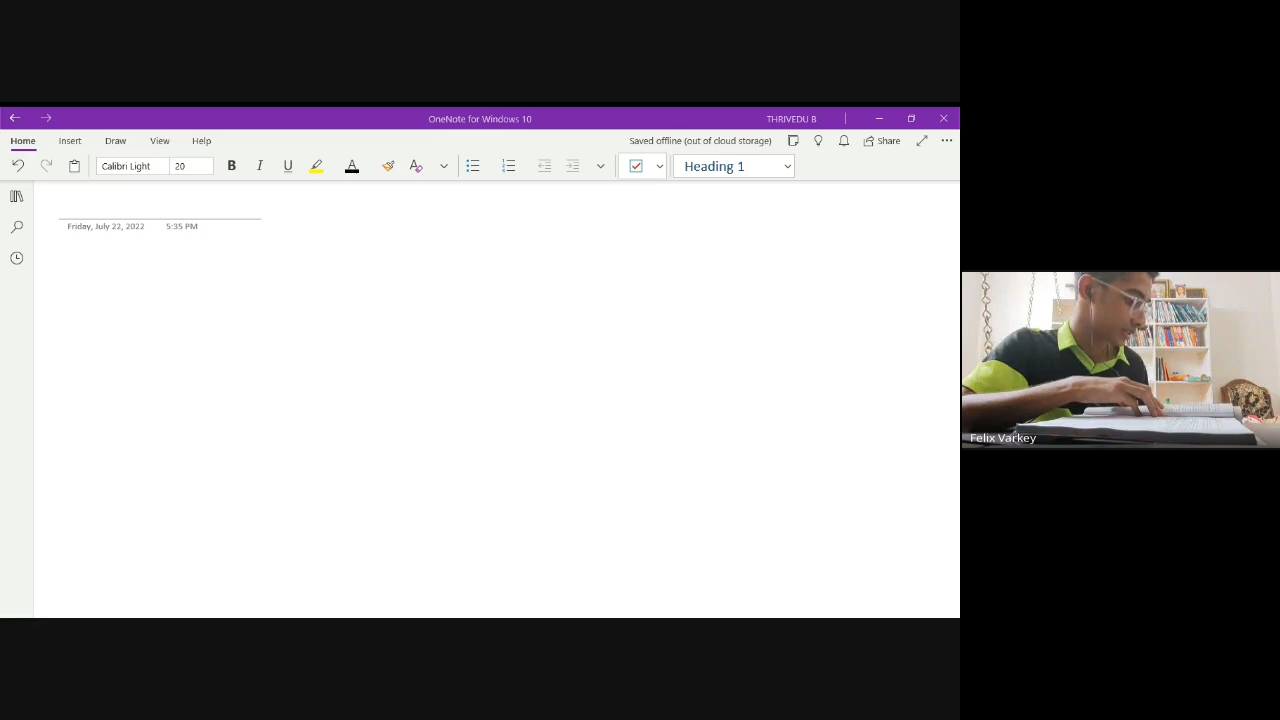 OneNote for Windows 10
THRIVEDU B
Home Insert Draw View Help
Saved offline (out of cloud storage)
Share
Calibri Light 20 B I U A A Heading 1
Friday, July 22, 2022 5:35 PM
Felix Varkey